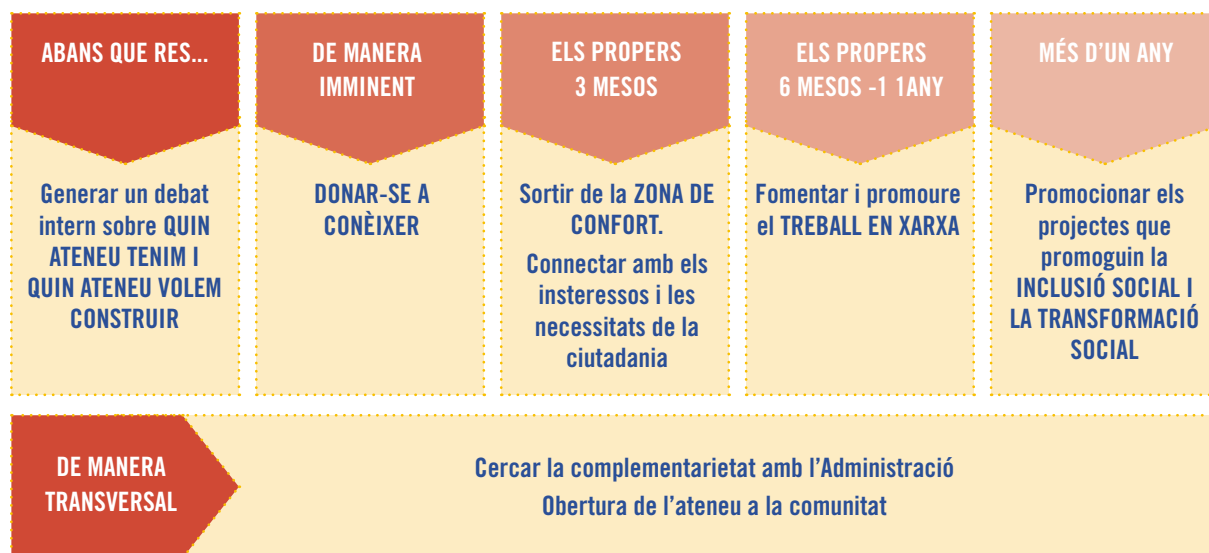 ABANS QUE RES...
Generar un debat
intern sobre QUIN
ATENEU TENIM I
QUIN ATENEU VOLEM
CONSTRUIR
DE MANERA
IMMINENT
DONAR-SE A
CONÈIXER
ELS PROPERS
3 MESOS
Sortir de la ZONA DE
CONFORT.
Connectar amb els
insteressos i les
necessitats de la
ciutadania
ELS PROPERS
6 MESOS -1 1ANY
Fomentar i promoure
el TREBALL EN XARXA
MÉS D'UN ANY
Promocionar els
projectes que
promoguin la
INCLUSIÓ SOCIAL I
LA TRANSFORMACIÓ
SOCIAL
DE MANERA
TRANSVERSAL
Cercar la complementarietat amb l'Administració
Obertura de l'ateneu a la comunitat